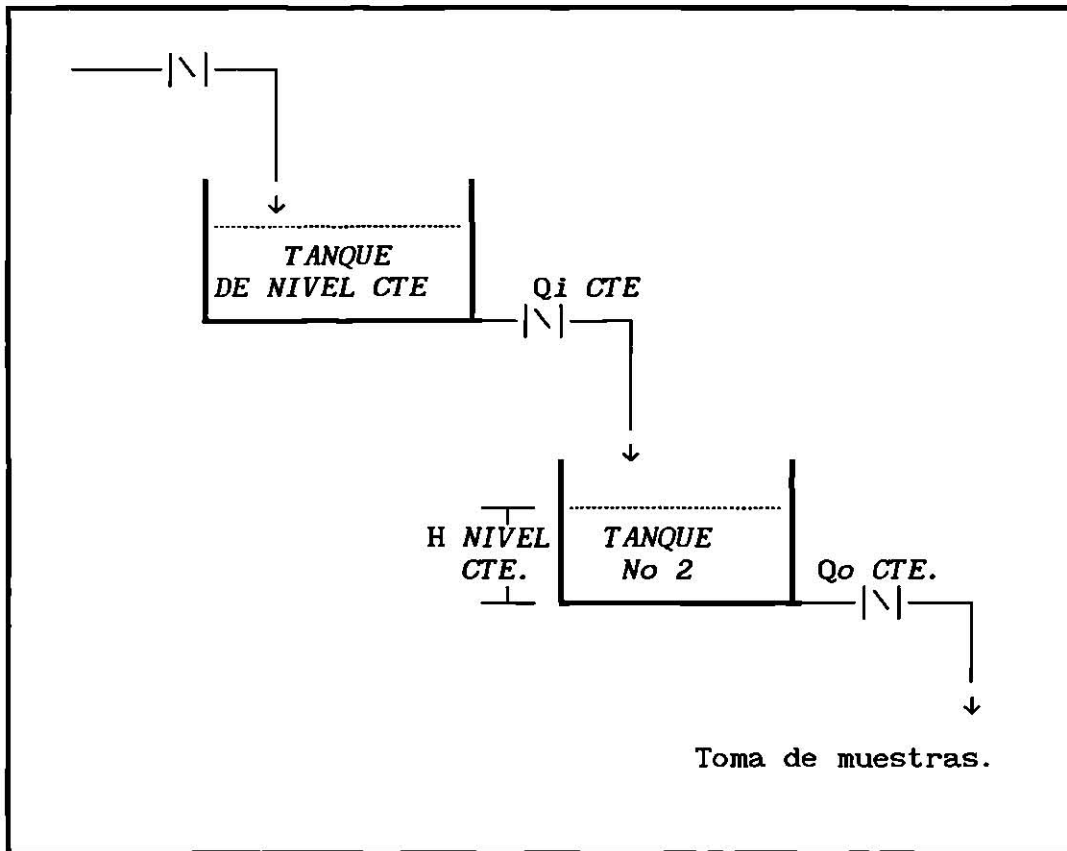 TANQUE
DE NIVEL CTE
Qi CTE
H NIVEL
CTE.
TANQUE
No 2
Qo CTE.
Toma de muestras.